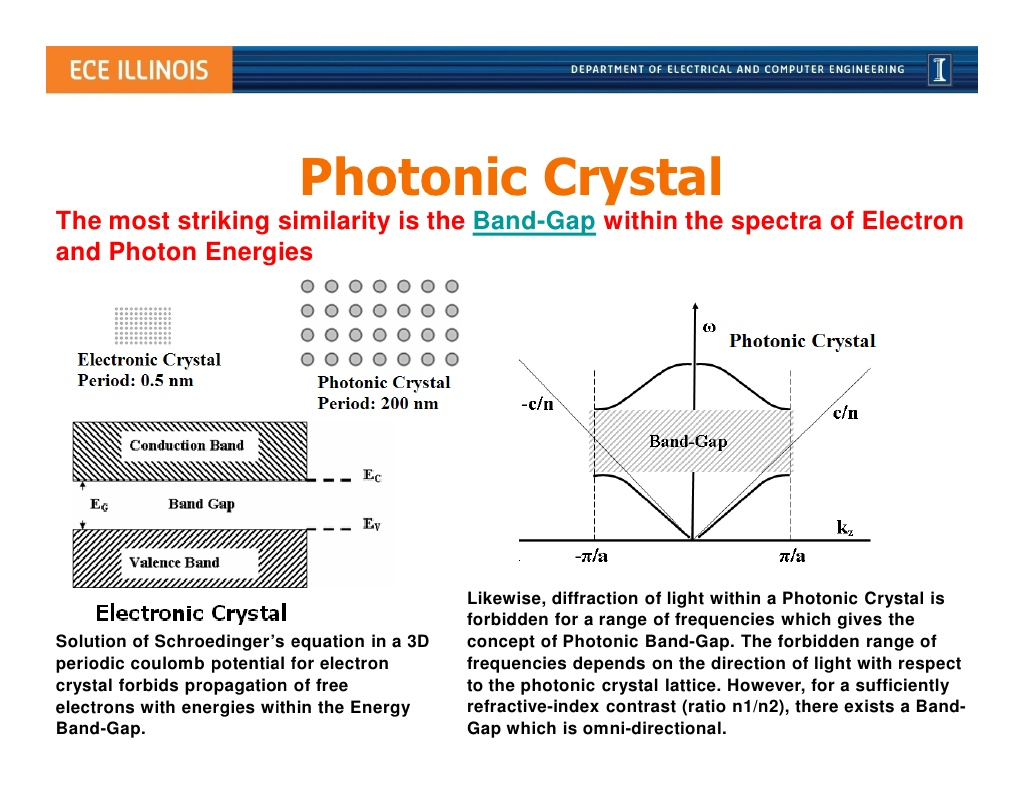 ECE ILLINOIS
DEPARTMENT OF ELECTRICAL AND COMPUTER ENGINEERING
I
Photonic Crystal
The most striking similarity is the Band-Gap within the spectra of Electron
and Photon Energies
Electronic Crystal
Period: 0.5 nm
Photonic Crystal
Period: 200 nm
Conduction Band
E_C
E_G
Band Gap
E_V
Valence Band
Electronic Crystal
Solution of Schroedinger’s equation in a 3D
periodic coulomb potential for electron
crystal forbids propagation of free
electrons with energies within the Energy
Band-Gap.
ω
Photonic Crystal
-c/n
c/n
Band-Gap
k_z
-π/a
π/a
Likewise, diffraction of light within a Photonic Crystal is
forbidden for a range of frequencies which gives the
concept of Photonic Band-Gap. The forbidden range of
frequencies depends on the direction of light with respect
to the photonic crystal lattice. However, for a sufficiently
refractive-index contrast (ratio n1/n2), there exists a Band-
Gap which is omni-directional.